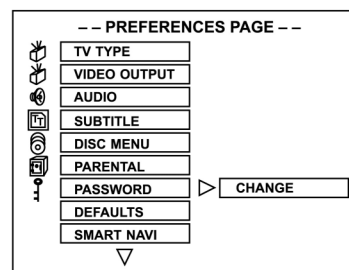 -- PREFERENCES PAGE --
TV TYPE
VIDEO OUTPUT
AUDIO
SUBTITLE
DISC MENU
PARENTAL
PASSWORD CHANGE
DEFAULTS
SMART NAVI